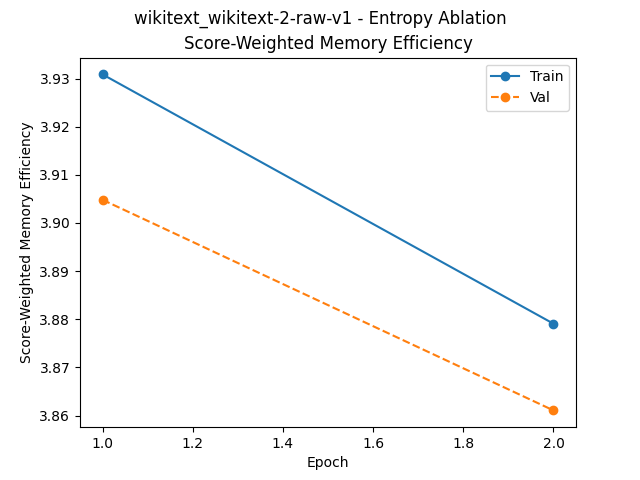 wikitext_wikitext-2-raw-v1 - Entropy Ablation
Score-Weighted Memory Efficiency
Train
Val
Score-Weighted Memory Efficiency
3.93
3.92
3.91
3.90
3.89
3.88
3.87
3.86
1.0 1.2 1.4 1.6 1.8 2.0
Epoch